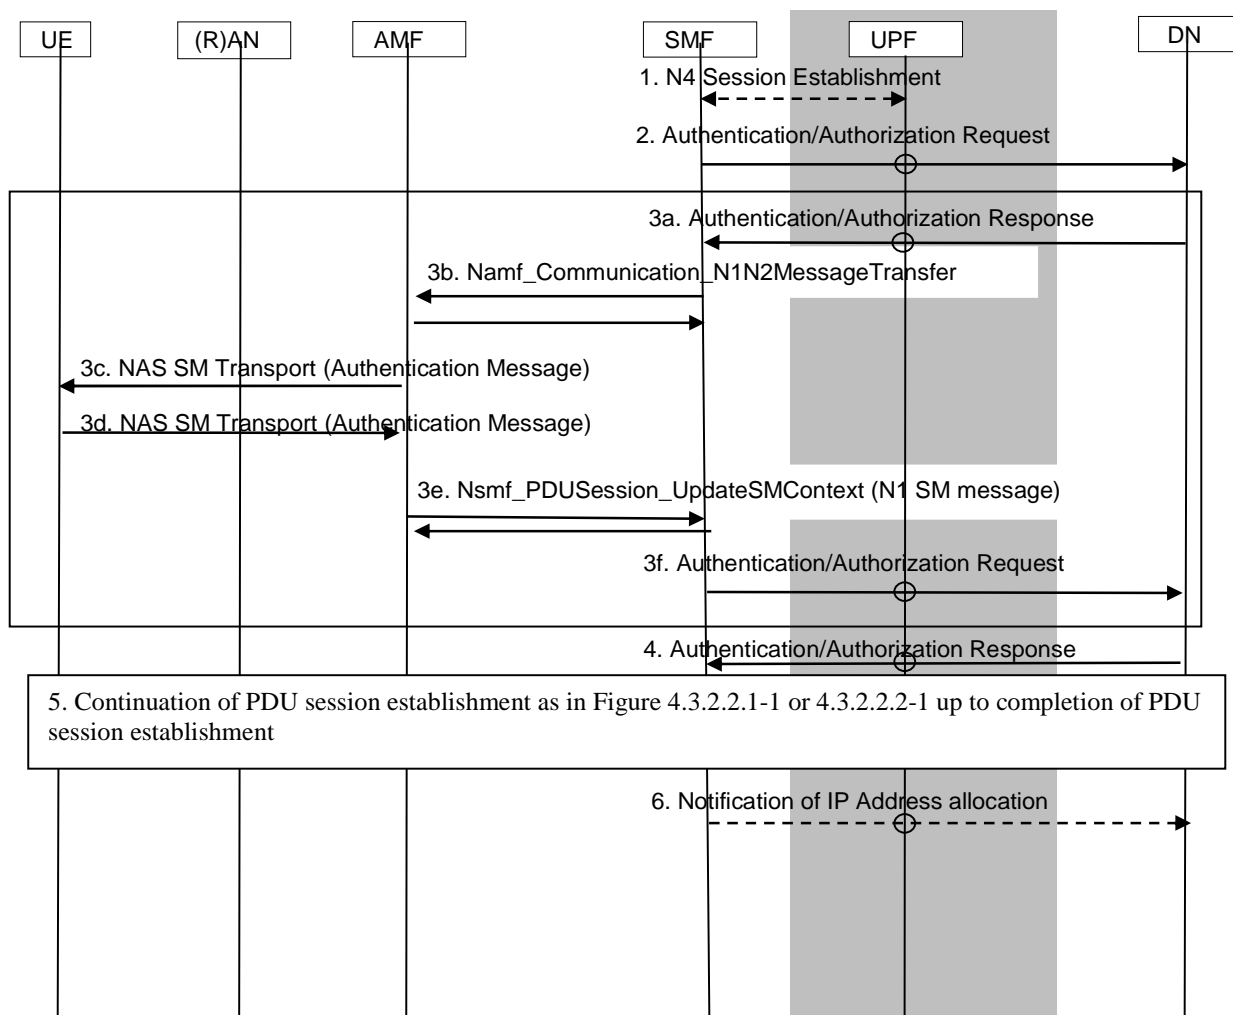 UE
(R)AN
AMF
SMF
UPF
DN
1. N4 Session Establishment
2. Authentication/Authorization Request
3a. Authentication/Authorization Response
3b. Namf_Communication_N1N2MessageTransfer
3c. NAS SM Transport (Authentication Message)
3d. NAS SM Transport (Authentication Message)
3e. Nsmf_PDUSession_UpdateSMContext (N1 SM message)
3f. Authentication/Authorization Request
4. Authentication/Authorization Response
5. Continuation of PDU session establishment as in Figure 4.3.2.2.1-1 or 4.3.2.2.2-1 up to completion of PDU
session establishment
6. Notification of IP Address allocation